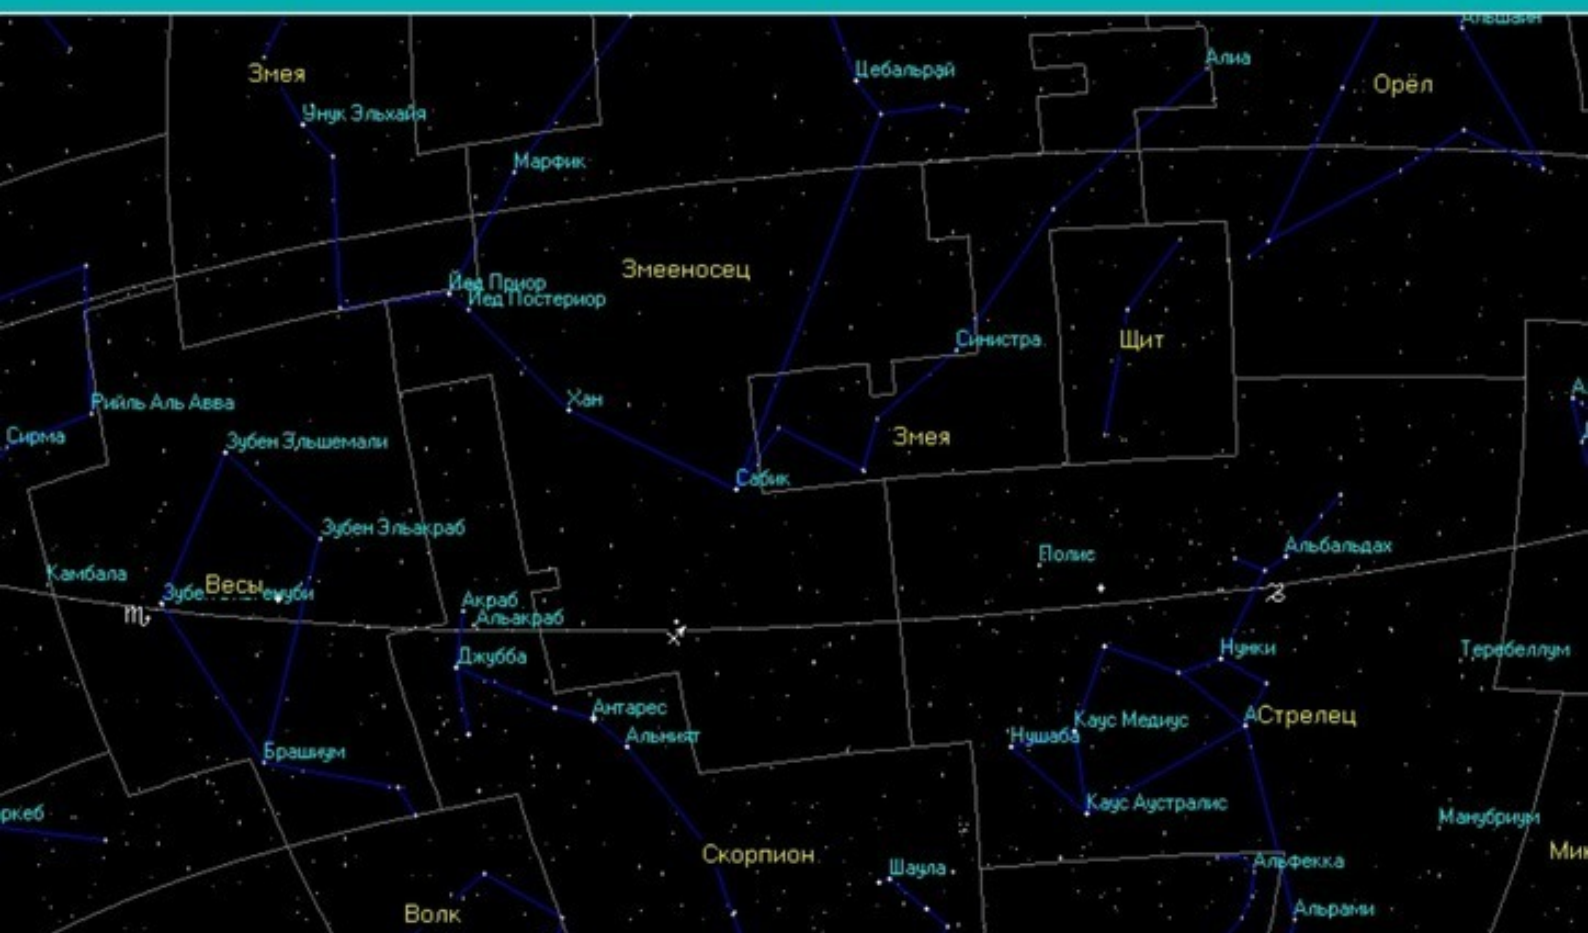 Альшаин
Алиа
Цебальрай
Змея
Орёл
Унук Эльхайя
Марфик
Змееносец
Йед Приор
Йед Постериор
Синистра
Щит
Рийль Аль Авва
Хан
Сирма
Зубен Эльшемали
Змея
Сабик
Зубен Эльакраб
Альбальдах
Полис
Камбала
Весы
Акраб
Альакраб
Джубба
Нунки
Теребеллум
Антарес
Стрелец
Каус Медиус
Нушаба
Альният
Брашиум
Каус Аустралис
ркеб
Манубриум
Скорпион
Альфекка
Шаула
Волк
Альрами